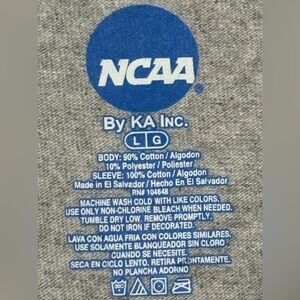 NCAA®
By KA Inc.
L G
BODY: 90% Cotton / Algodon
10% Polyester / Pliester
SLEEVE: 100% Cotton / Algodon
Made in El Salvador / Hecho En El Salvador
RN# 104648
MACHINE WASH COLD WITH LIKE COLORS.
USE ONLY NON-CHLORINE BLEACH WHEN NEEDED.
TUMBLE DRY LOW. REMOVE PROMPTLY.
DO NOT IRON IF DECORATED.
LAVA CON AGUA FRIA CON COLORES SIMILARES.
USE SOLAMENTE BLANQUEADOR SIN CLORO
CUANDO SE NECESITE.
SECA EN CICLO LENTO. RETIRA PRONTAMENTE.
NO PLANCHA ADORNO